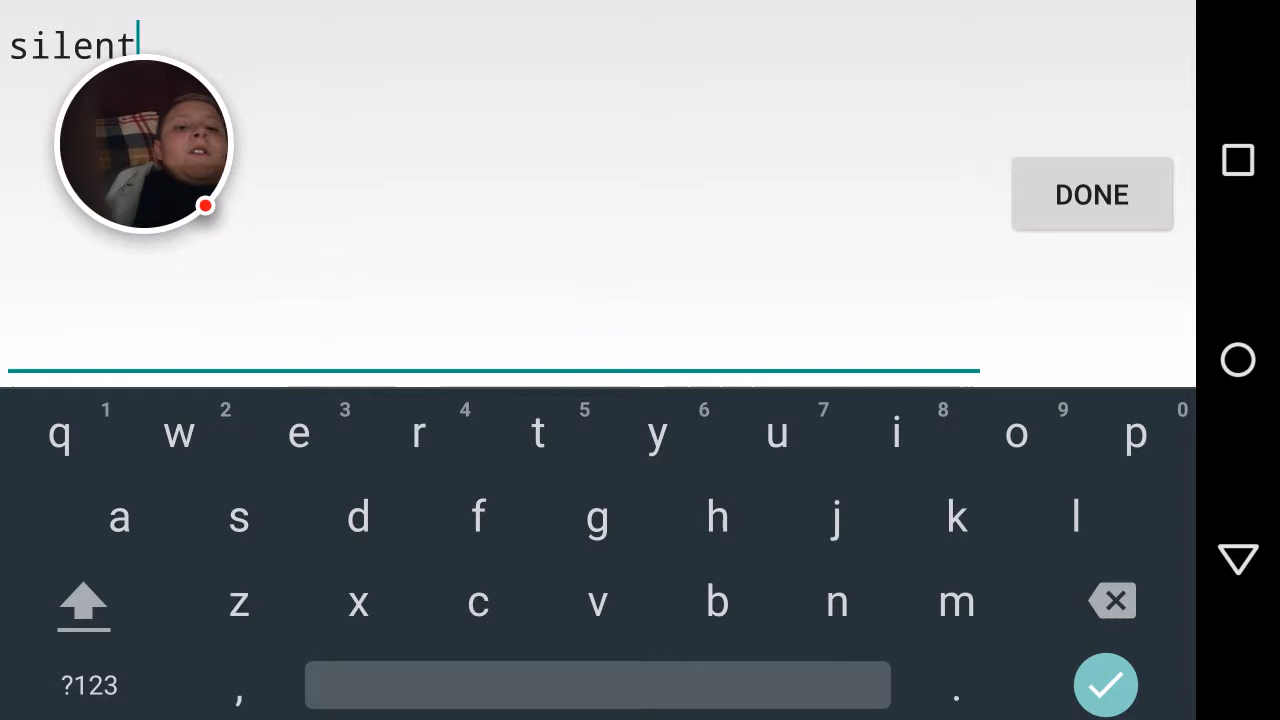 silent
DONE
q 1 w 2 e 3 r 4 t 5 y 6 u 7 i 8 o 9 p 0
a s d f g h j k l
z x c v b n m
?123 , .